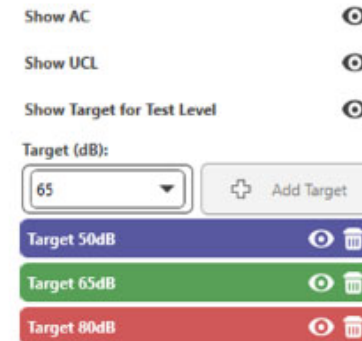 Show AC
Show UCL
Show Target for Test Level
Target (dB):
65
Add Target
Target 50dB
Target 65dB
Target 80dB